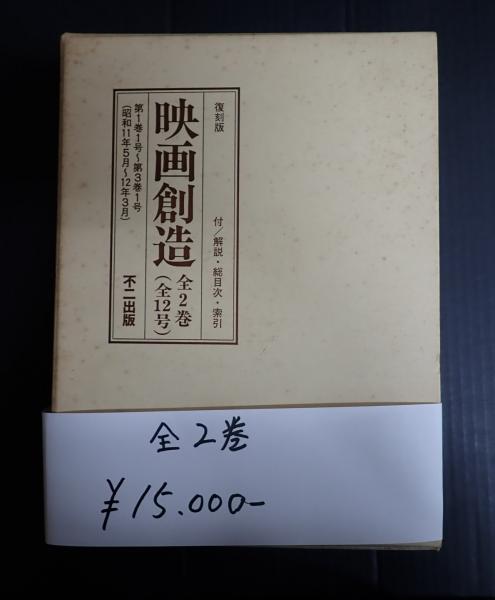 復刻版
付/解説・総目次・索引
映画創造
全2巻
(全12号)
第1巻1号〜第3巻1号
(昭和11年5月〜12年3月)
不二出版
全2巻
¥15.000-